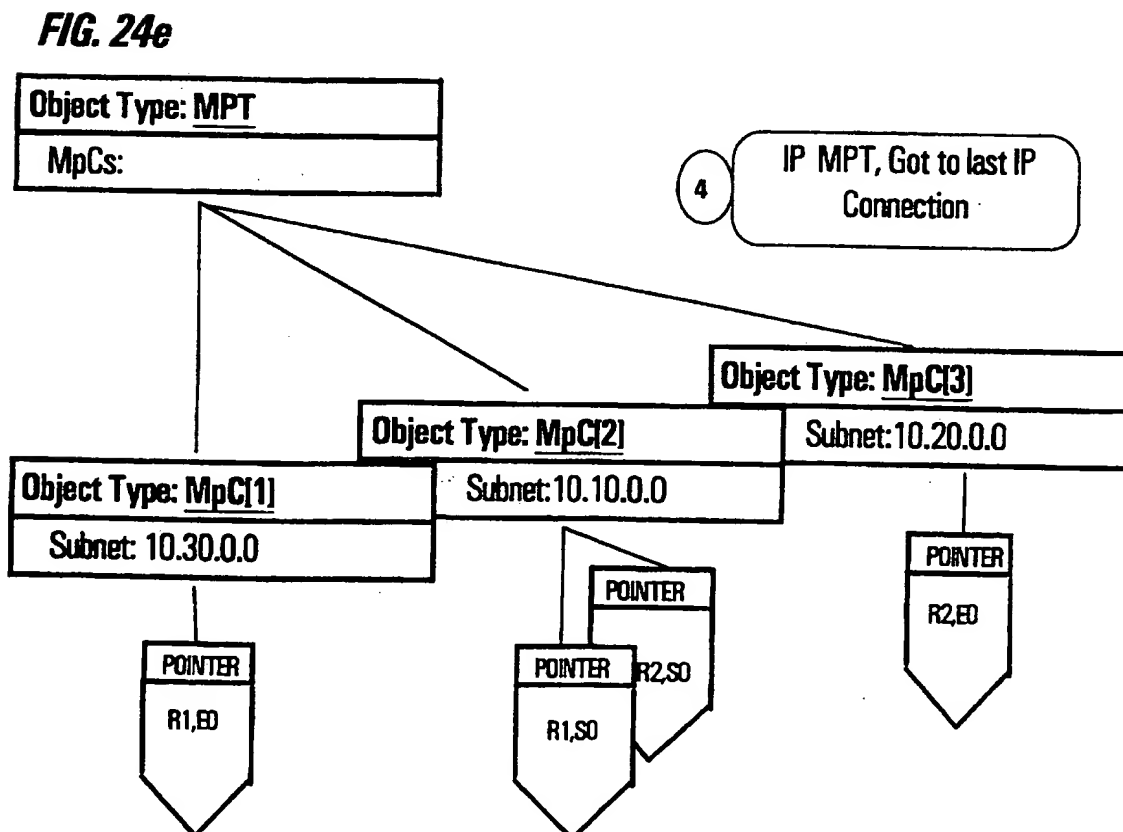 FIG. 24e
Object Type: MPT
MpCs:
4
IP MPT, Got to last IP
Connection
Object Type: MpC[3]
Subnet:10.20.0.0
Object Type: MpC[2]
Subnet:10.10.0.0
Object Type: MpC[1]
Subnet: 10.30.0.0
POINTER
R2,E0
POINTER
R2,S0
POINTER
R1,S0
POINTER
R1,E0